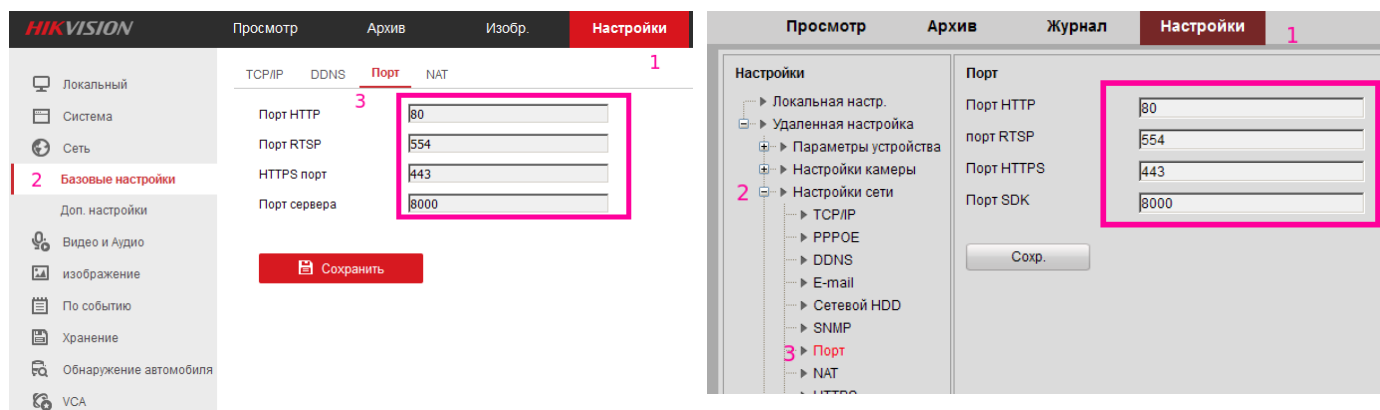 HIKVISION Просмотр Архив Изобр. Настройки
1
TCP/IP DDNS Порт NAT
3
Локальный
Система
Сеть
2 Базовые настройки
Доп. настройки
Видео и Аудио
изображение
По событию
Хранение
Обнаружение автомобиля
VCA
Порт HTTP 80
Порт RTSP 554
HTTPS порт 443
Порт сервера 8000
Сохранить
Просмотр Архив Журнал Настройки
1
Настройки
Локальная настр.
Удаленная настройка
Параметры устройства
Настройки камеры
2 Настройки сети
TCP/IP
PPPOE
DDNS
E-mail
Сетевой HDD
SNMP
3 Порт
NAT
HTTPS
Порт
Порт HTTP 80
порт RTSP 554
Порт HTTPS 443
Порт SDK 8000
Сохр.